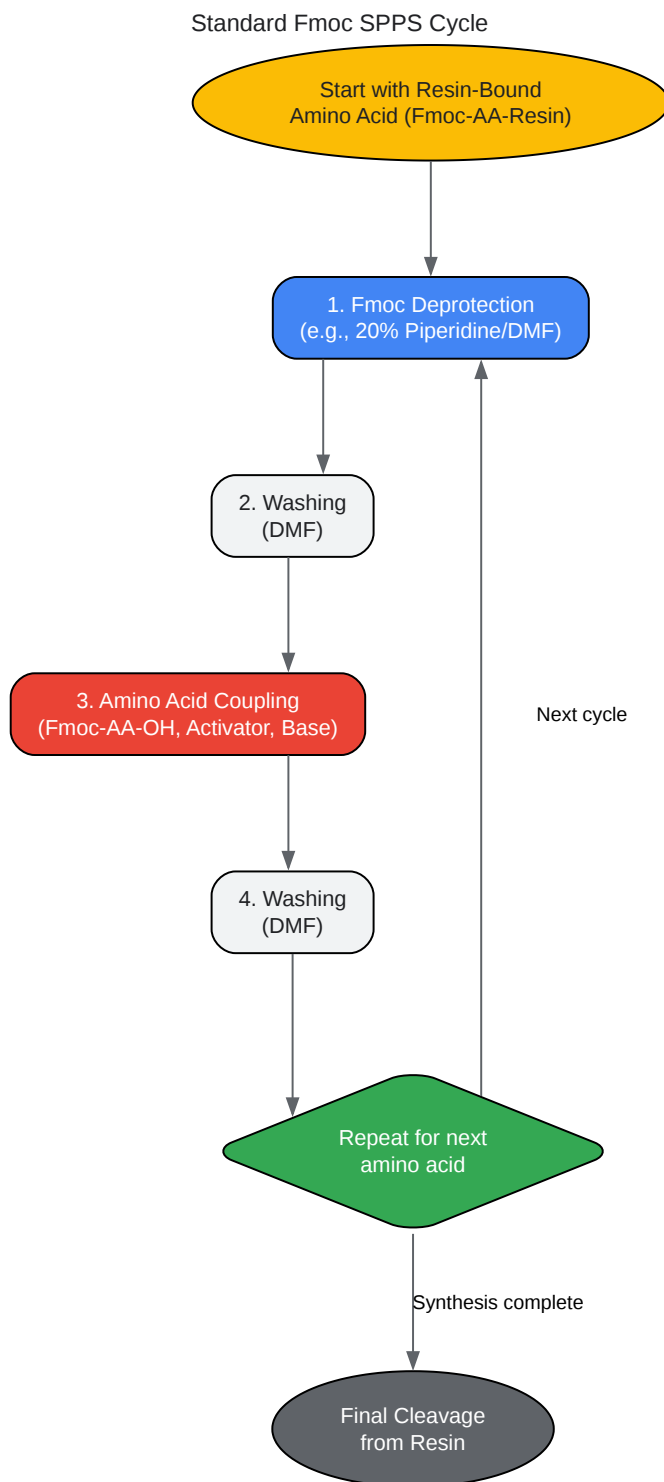 Standard Fmoc SPPS Cycle
Start with Resin-Bound
Amino Acid (Fmoc-AA-Resin)
1. Fmoc Deprotection
(e.g., 20% Piperidine/DMF)
2. Washing
(DMF)
3. Amino Acid Coupling
(Fmoc-AA-OH, Activator, Base)
Next cycle
4. Washing
(DMF)
Repeat for next
amino acid
Synthesis complete
Final Cleavage
from Resin